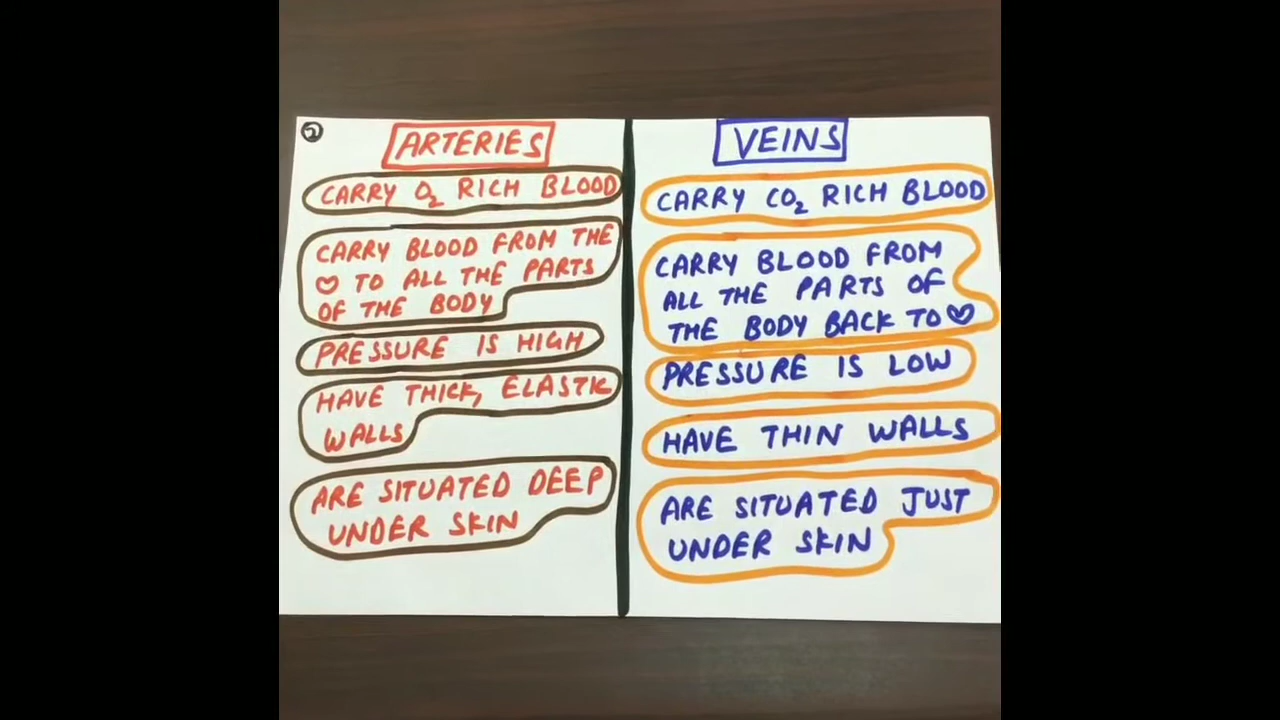 2
ARTERIES
CARRY O₂ RICH BLOOD
CARRY BLOOD FROM THE
♡ TO ALL THE PARTS
OF THE BODY
PRESSURE IS HIGH
HAVE THICK, ELASTIC
WALLS
ARE SITUATED DEEP
UNDER SKIN
VEINS
CARRY CO₂ RICH BLOOD
CARRY BLOOD FROM
ALL THE PARTS OF
THE BODY BACK TO ♡
PRESSURE IS LOW
HAVE THIN WALLS
ARE SITUATED JUST
UNDER SKIN